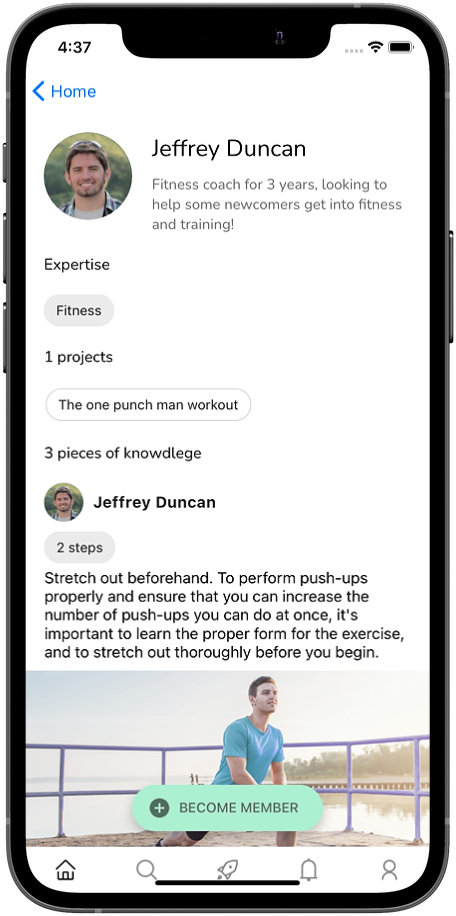 4:37
Home
Jeffrey Duncan
Fitness coach for 3 years, looking to
help some newcomers get into fitness
and training!
Expertise
Fitness
1 projects
The one punch man workout
3 pieces of knowdlege
Jeffrey Duncan
2 steps
Stretch out beforehand. To perform push-ups
properly and ensure that you can increase the
number of push-ups you can do at once, it's
important to learn the proper form for the exercise,
and to stretch out thoroughly before you begin.
BECOME MEMBER